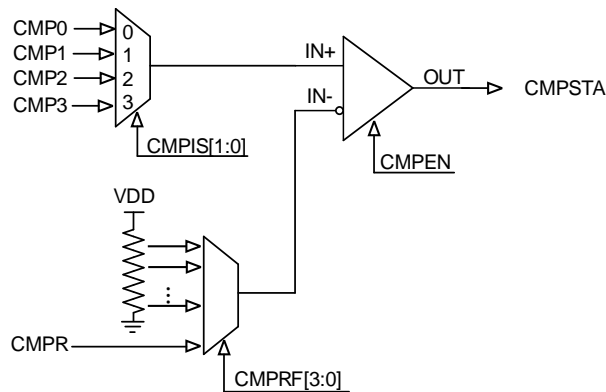 CMP0
CMP1
CMP2
CMP3
0
1
2
3
IN+
IN-
OUT
CMPSTA
CMPIS[1:0]
CMPEN
VDD
CMPR
CMPRF[3:0]